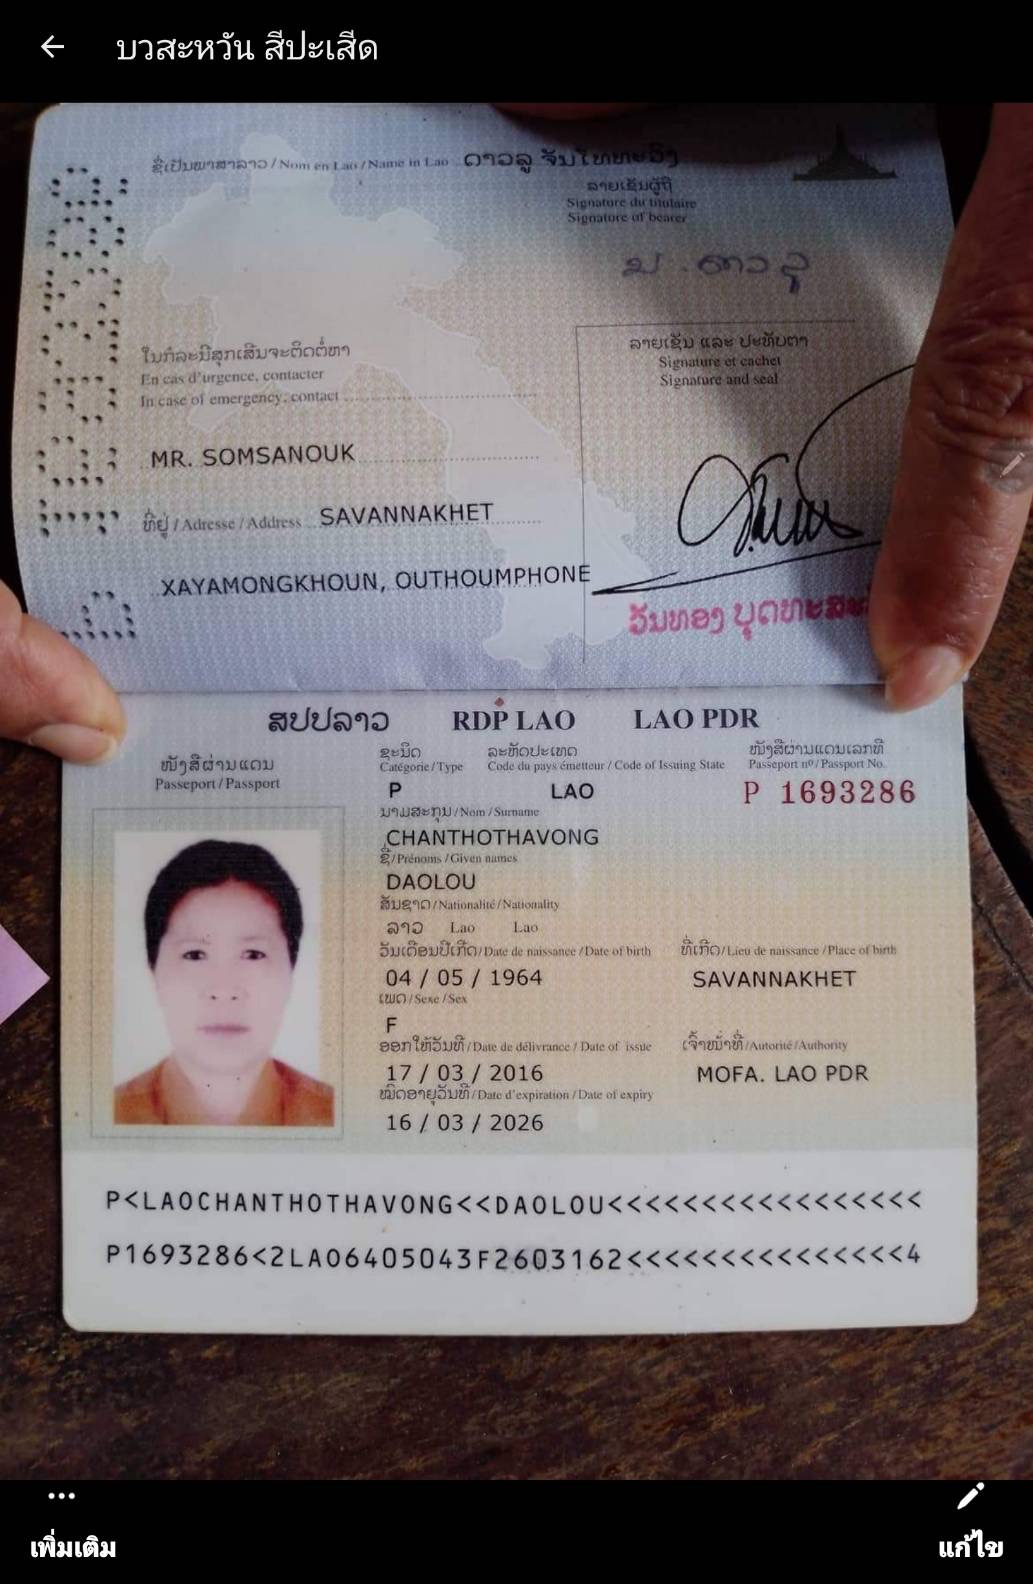 บวสะหวัน สีปะเสีด
ຊື່ເປັນພາສາລາວ / Nom en Lao / Name in Lao ດາວລູ ຈັນໂທທະວົງ
ລາຍເຊັນຜູ້ຖື
Signature du titulaire
Signature of bearer
ນ . ດາວລູ
ໃນກໍລະນີສຸກເສີນຈະຕິດຕໍ່ຫາ
En cas d'urgence, contacter
In case of emergency, contact
MR. SOMSANOUK
ທີ່ຢູ່ / Adresse / Address SAVANNAKHET
XAYAMONGKHOUN, OUTHOUMPHONE
ລາຍເຊັນ ແລະ ປະທັບຕາ
Signature et cachet
Signature and seal
ວັນທອງ
ສປປລາວ RDP LAO LAO PDR
ໜັງສືຜ່ານແດນ
Passeport / Passport
ຊະນິດ ລະຫັດປະເທດ ໜັງສືຜ່ານແດນເລກທີ
Catégorie / Type Code du pays émetteur / Code of Issuing State Passeport nº / Passport No.
P LAO P 1693286
ນາມສະກຸນ / Nom / Surname
CHANTHOTHAVONG
ຊື່ / Prénoms / Given names
DAOLOU
ສັນຊາດ / Nationalité / Nationality
ລາວ Lao Lao
ວັນເດືອນປີເກີດ / Date de naissance / Date of birth ທີ່ເກີດ / Lieu de naissance / Place of birth
04 / 05 / 1964 SAVANNAKHET
ເພດ / Sexe / Sex
F
ອອກໃຫ້ວັນທີ / Date de délivrance / Date of issue ເຈົ້າໜ້າທີ່ / Autorité / Authority
17 / 03 / 2016 MOFA. LAO PDR
ໝົດອາຍຸວັນທີ / Date d'expiration / Date of expiry
16 / 03 / 2026
P<LAOCHANTHOTHAVONG<<DAOLOU<<<<<<<<<<<<<<<<<
P1693286<2LAO6405043F2603162<<<<<<<<<<<<<<<4
เพิ่มเติม แก้ไข